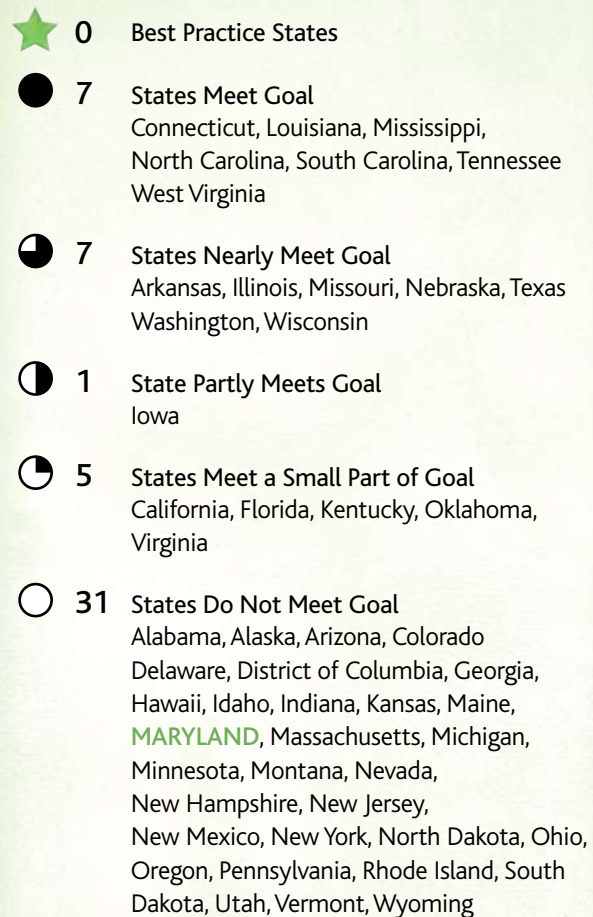 0 Best Practice States
7 States Meet Goal
Connecticut, Louisiana, Mississippi,
North Carolina, South Carolina, Tennessee
West Virginia
7 States Nearly Meet Goal
Arkansas, Illinois, Missouri, Nebraska, Texas
Washington, Wisconsin
1 State Partly Meets Goal
Iowa
5 States Meet a Small Part of Goal
California, Florida, Kentucky, Oklahoma,
Virginia
31 States Do Not Meet Goal
Alabama, Alaska, Arizona, Colorado
Delaware, District of Columbia, Georgia,
Hawaii, Idaho, Indiana, Kansas, Maine,
MARYLAND, Massachusetts, Michigan,
Minnesota, Montana, Nevada,
New Hampshire, New Jersey,
New Mexico, New York, North Dakota, Ohio,
Oregon, Pennsylvania, Rhode Island, South
Dakota, Utah, Vermont, Wyoming